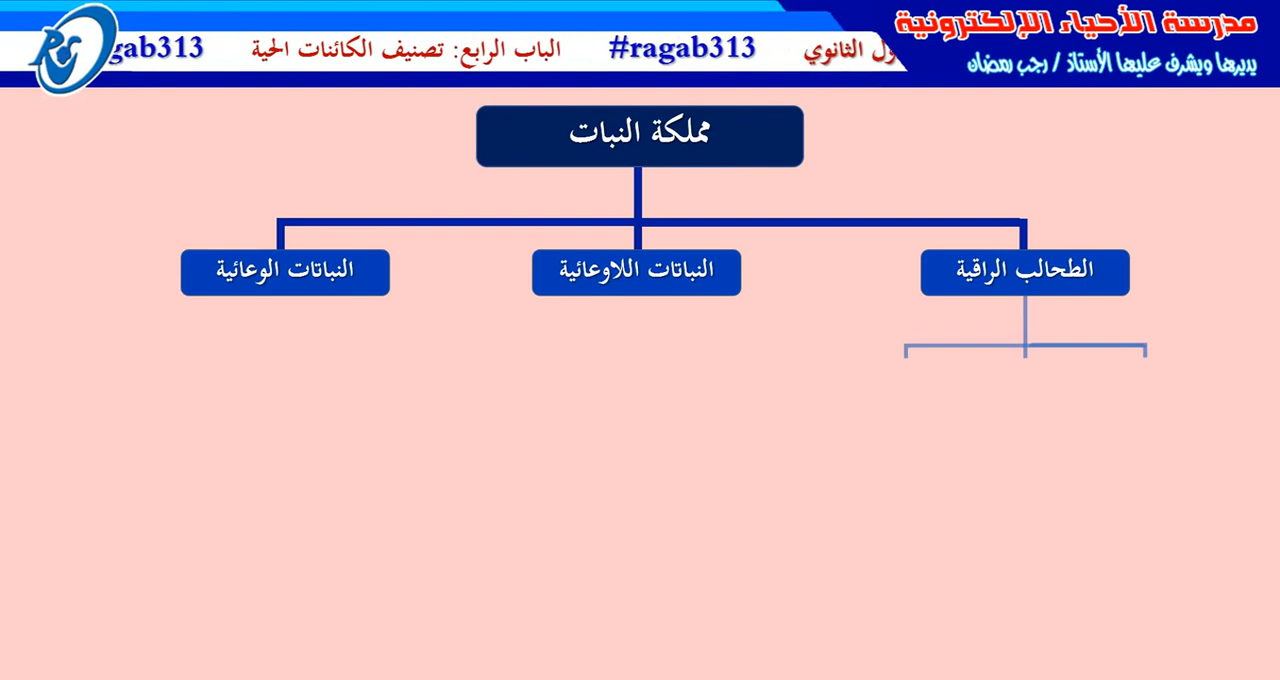 مدرسة الأحياء الإلكترونية
يديرها ويشرف عليها الأستاذ / رجب رمضان
الثانوي #ragab313 الباب الرابع: تصنيف الكائنات الحية
مملكة النبات
الطحالب الراقية
النباتات اللاوعائية
النباتات الوعائية